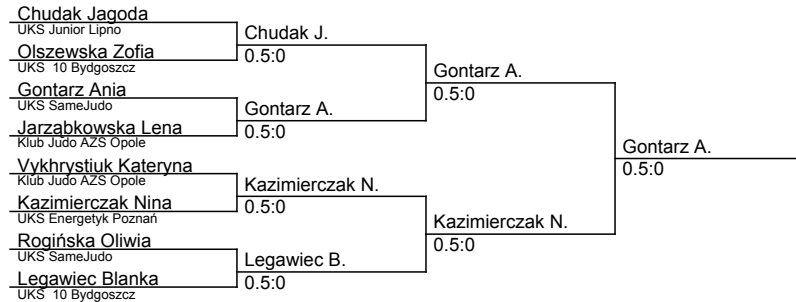 Chudak Jagoda
UKS Junior Lipno
Olszewska Zofia
UKS 10 Bydgoszcz
Gontarz Ania
UKS SameJudo
Jarząbkowska Lena
Klub Judo AZS Opole
Vykhrystiuk Kateryna
Klub Judo AZS Opole
Kazimierczak Nina
UKS Energetyk Poznań
Rogińska Oliwia
UKS SameJudo
Legawiec Blanka
UKS 10 Bydgoszcz
Chudak J.
0.5:0
Gontarz A.
0.5:0
Kazimierczak N.
0.5:0
Legawiec B.
0.5:0
Gontarz A.
0.5:0
Kazimierczak N.
0.5:0
Gontarz A.
0.5:0